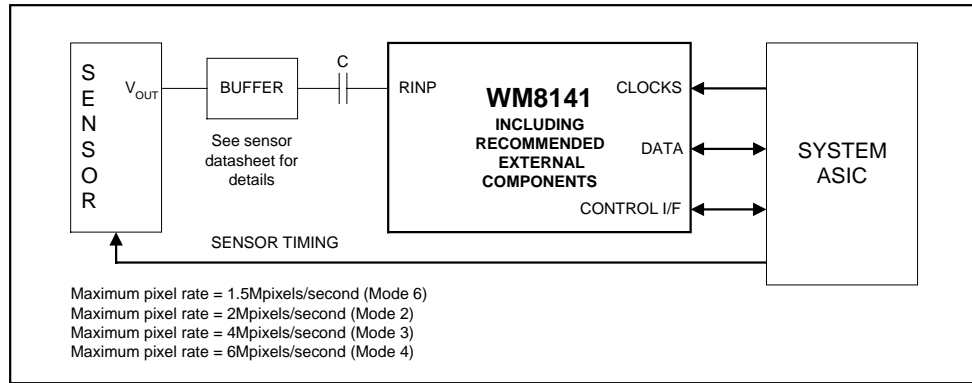 SENSOR
V_OUT
BUFFER
See sensor
datasheet for
details
C
RINP
WM8141
INCLUDING
RECOMMENDED
EXTERNAL
COMPONENTS
CLOCKS
DATA
CONTROL I/F
SYSTEM
ASIC
SENSOR TIMING
Maximum pixel rate = 1.5Mpixels/second (Mode 6)
Maximum pixel rate = 2Mpixels/second (Mode 2)
Maximum pixel rate = 4Mpixels/second (Mode 3)
Maximum pixel rate = 6Mpixels/second (Mode 4)